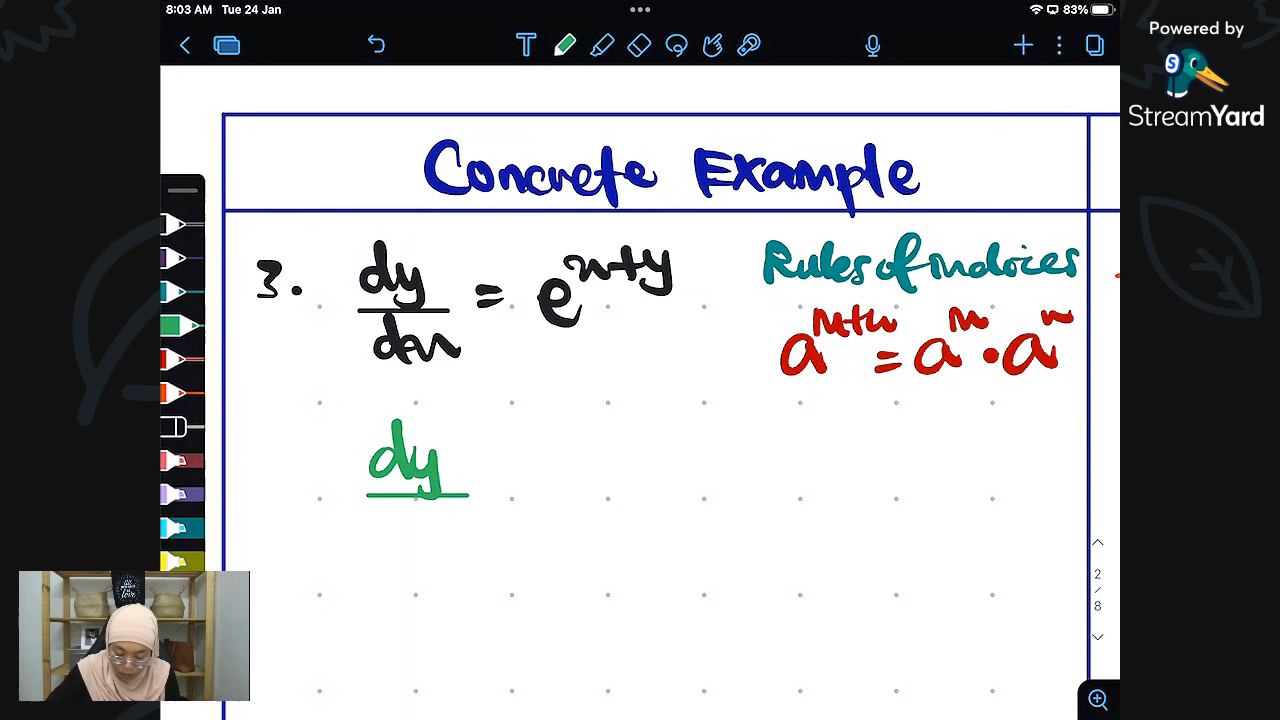 8:03 AM Tue 24 Jan
83%
Powered by
StreamYard
Concrete Example
3. dy/dx = e^(x+y)
Rules of Indices
a^(m+n) = a^m • a^n
dy
2/8